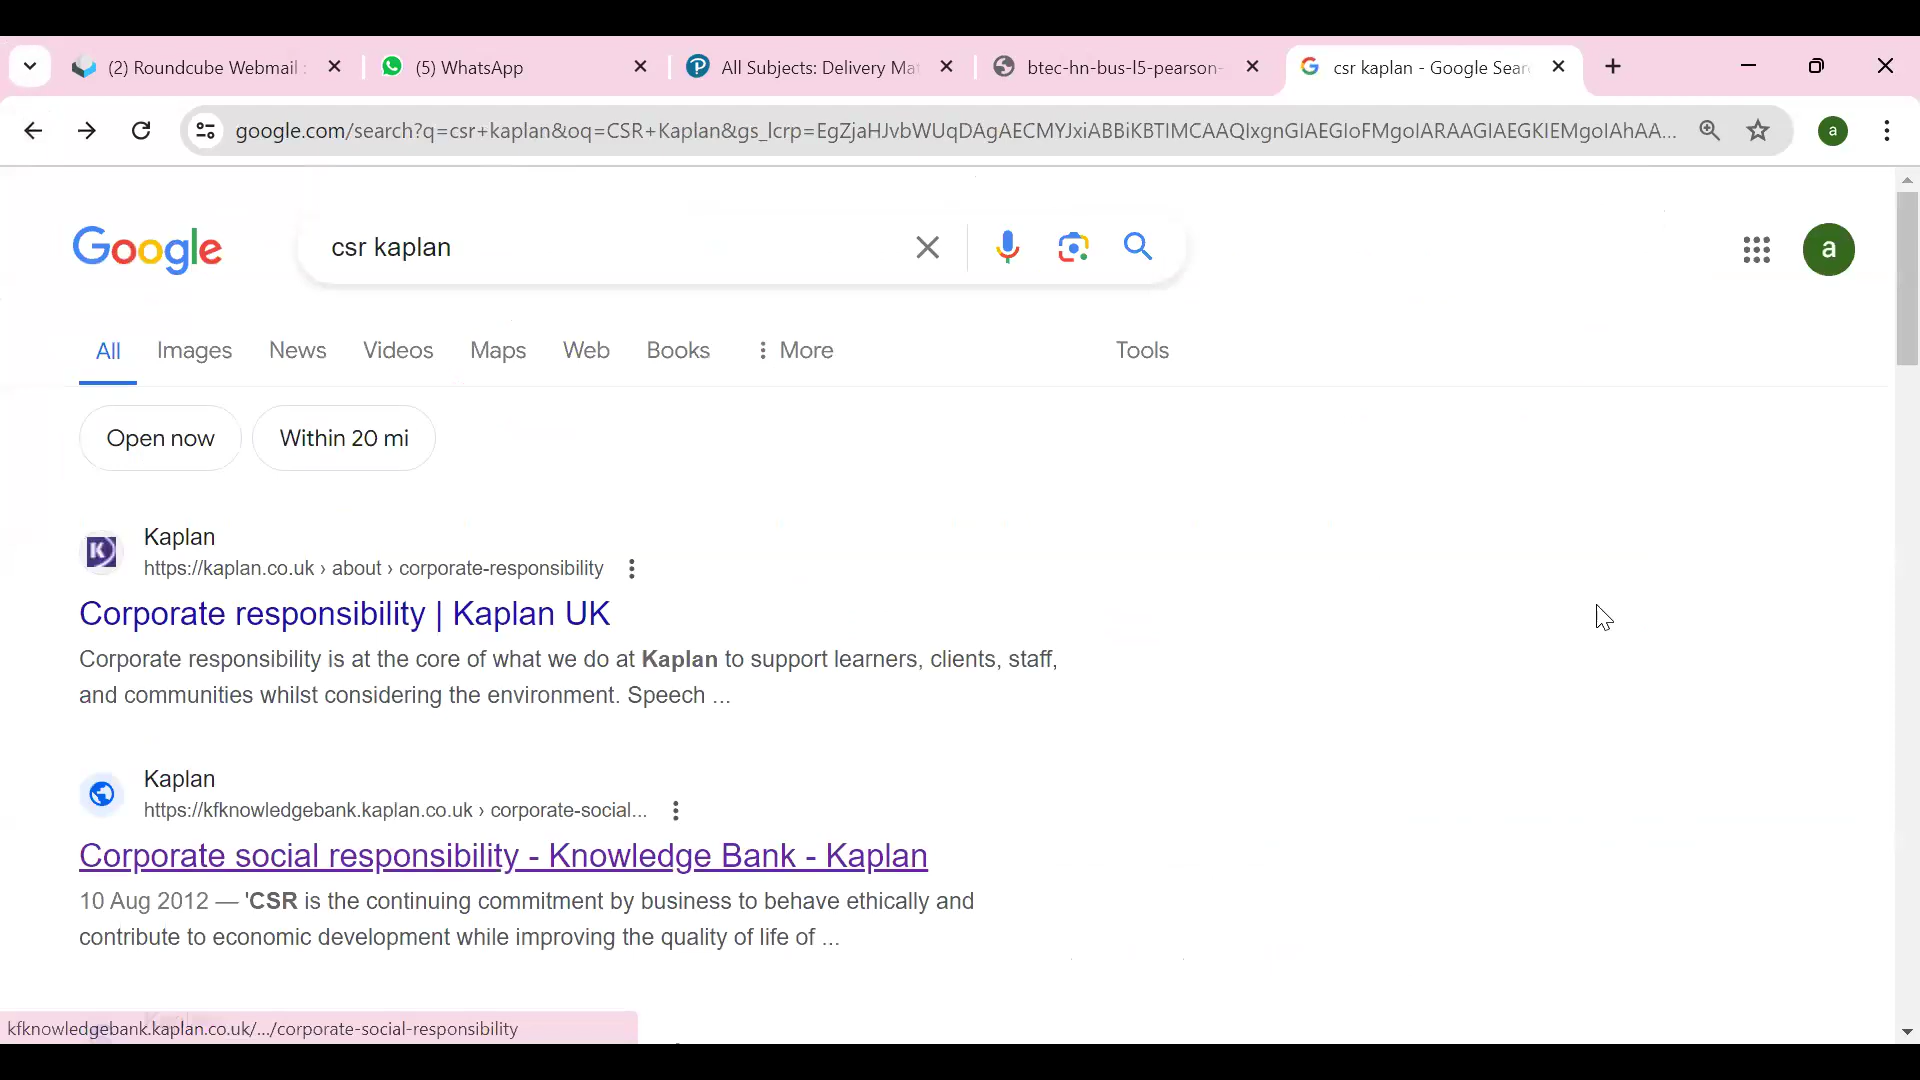 (2) Roundcube Webmail :
(5) WhatsApp
All Subjects: Delivery Ma
btec-hn-bus-l5-pearson-
csr kaplan - Google Sear
google.com/search?q=csr+kaplan&oq=CSR+Kaplan&gs_lcrp=EgZjaHJvbWUqDAgAECMYJxiABBiKBTIMCAAQIxgnGIAEGIoFMgoIARAAGIAEGKIEMgoIAhAA...
a
Google
csr kaplan
a
All
Images
News
Videos
Maps
Web
Books
More
Tools
Open now
Within 20 mi
K
Kaplan
https://kaplan.co.uk › about › corporate-responsibility
Corporate responsibility | Kaplan UK
Corporate responsibility is at the core of what we do at Kaplan to support learners, clients, staff,
and communities whilst considering the environment. Speech ...
Kaplan
https://kfknowledgebank.kaplan.co.uk › corporate-social...
Corporate social responsibility - Knowledge Bank - Kaplan
10 Aug 2012 — 'CSR is the continuing commitment by business to behave ethically and
contribute to economic development while improving the quality of life of ...
kfknowledgebank.kaplan.co.uk/.../corporate-social-responsibility